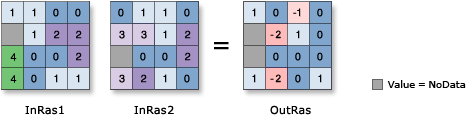 1 1 0 0 0 1 1 0 1 0 -1 0
1 2 2 3 3 1 2 -2 1 0
4 0 0 2 0 0 2 = 0 0 0
4 0 1 1 3 2 1 0 1 -2 0 1
Value = NoData
InRas1 InRas2 OutRas